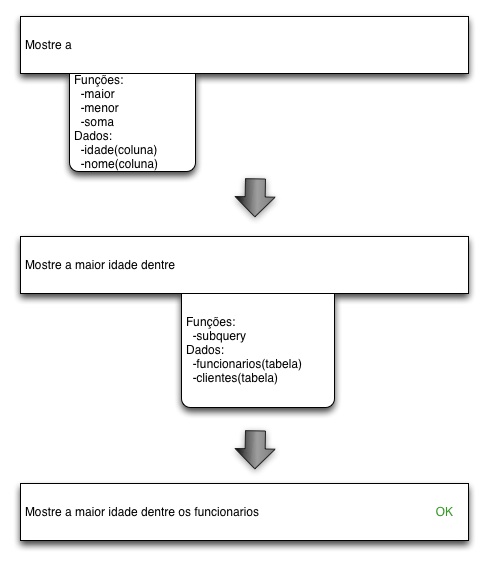 Mostre a
Funções:
-maior
-menor
-soma
Dados:
-idade(coluna)
-nome(coluna)
Mostre a maior idade dentre
Funções:
-subquery
Dados:
-funcionarios(tabela)
-clientes(tabela)
Mostre a maior idade dentre os funcionarios OK